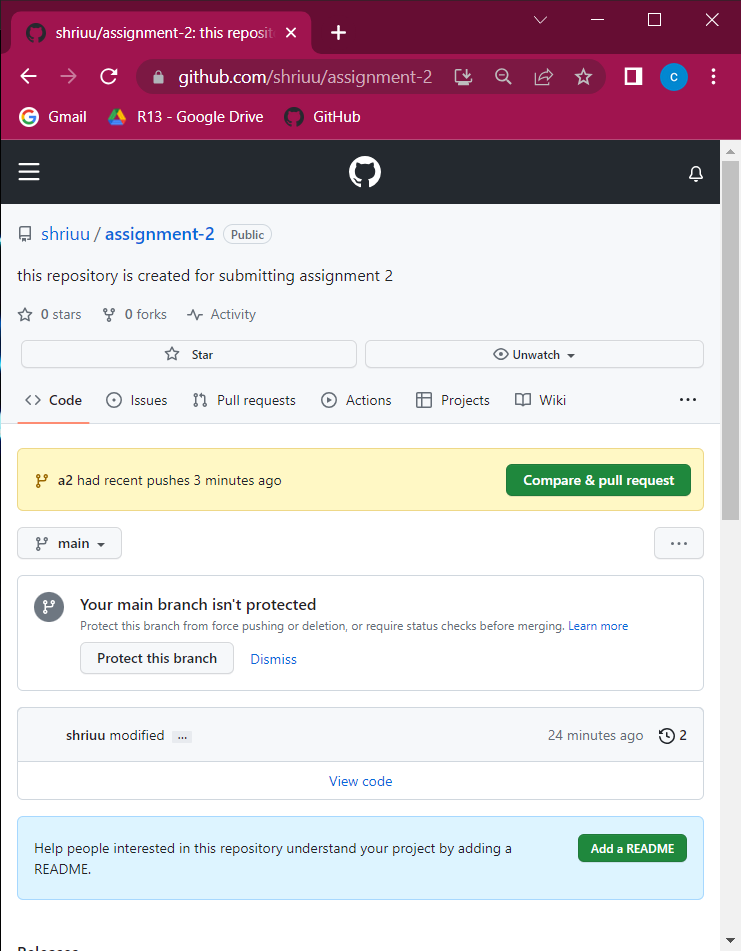 shriuu/assignment-2: this reposit
github.com/shriuu/assignment-2
c
Gmail
R13 - Google Drive
GitHub
shriuu / assignment-2 Public
this repository is created for submitting assignment 2
0 stars 0 forks Activity
Star
Unwatch
Code Issues Pull requests Actions Projects Wiki
a2 had recent pushes 3 minutes ago
Compare & pull request
main
Your main branch isn't protected
Protect this branch from force pushing or deletion, or require status checks before merging. Learn more
Protect this branch
Dismiss
shriuu modified ...
24 minutes ago
2
View code
Help people interested in this repository understand your project by adding a
README.
Add a README